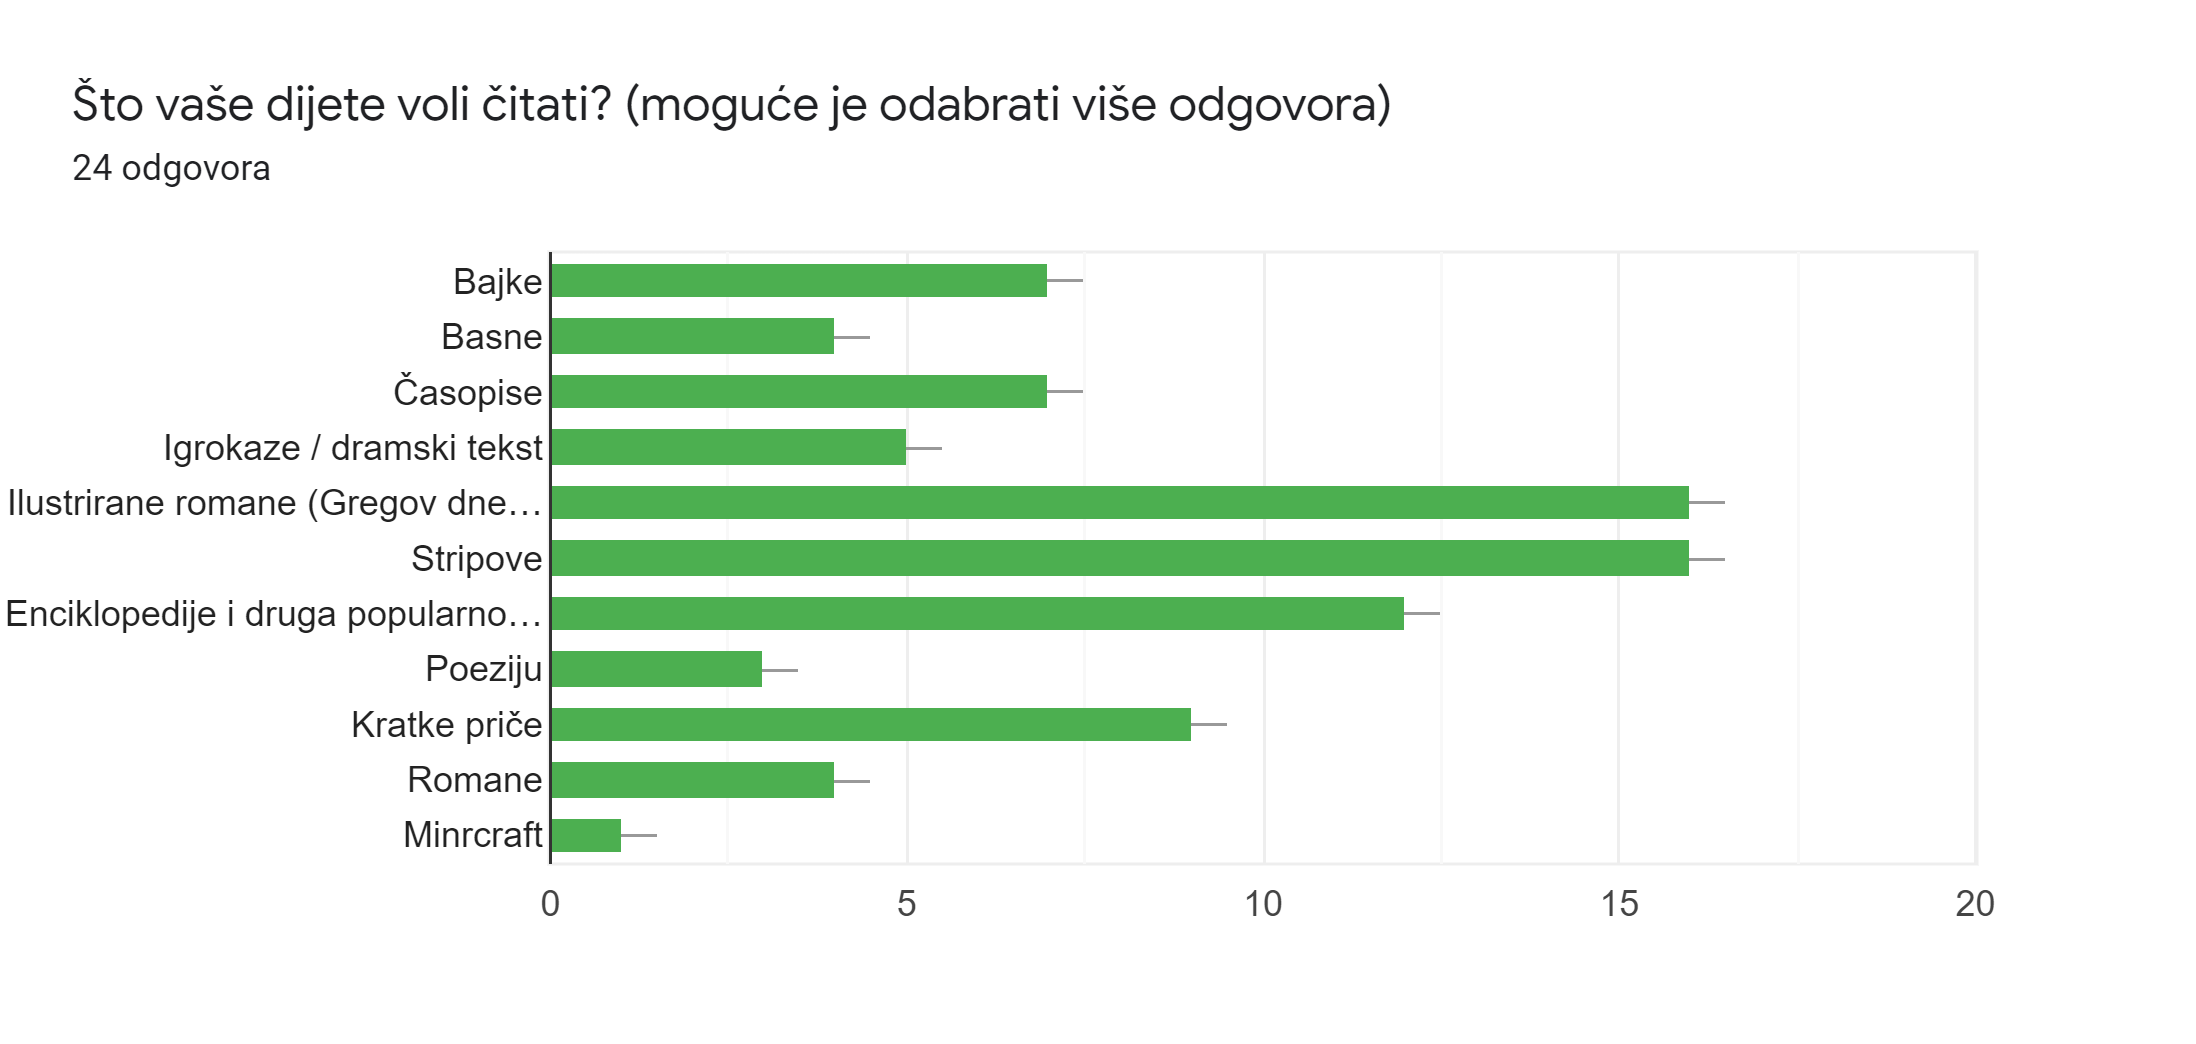 Što vaše dijete voli čitati? (moguće je odabrati više odgovora)
24 odgovora
Bajke
Basne
Časopise
Igrokaze / dramski tekst
Ilustrirane romane (Gregov dne…
Stripove
Enciklopedije i druga popularno…
Poeziju
Kratke priče
Romane
Minrcraft
0 5 10 15 20